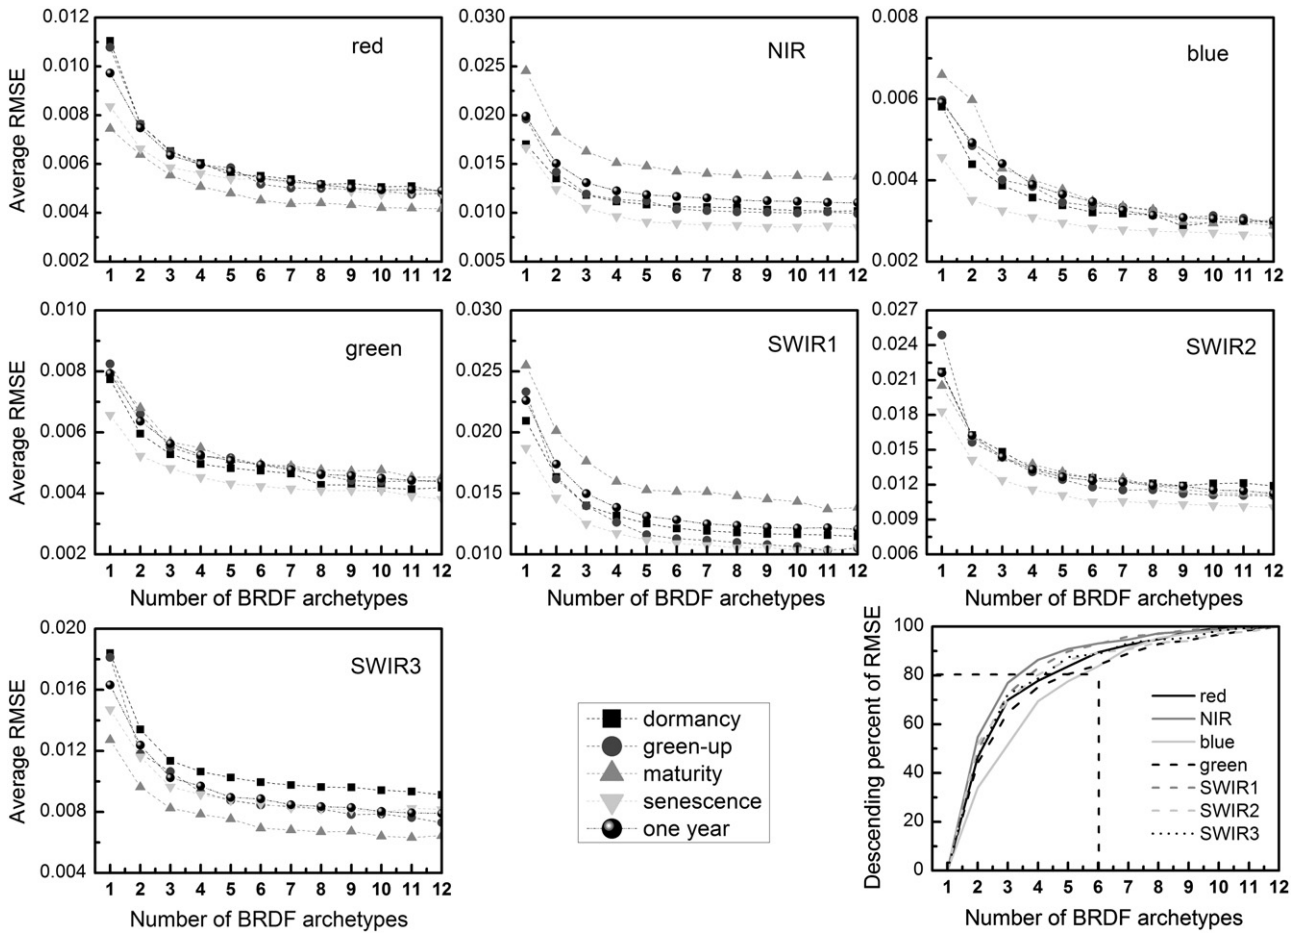 red
Average RMSE
0.012
0.010
0.008
0.006
0.004
0.002
1 2 3 4 5 6 7 8 9 10 11 12
NIR
0.030
0.025
0.020
0.015
0.010
0.005
1 2 3 4 5 6 7 8 9 10 11 12
blue
0.008
0.006
0.004
0.002
1 2 3 4 5 6 7 8 9 10 11 12
green
Average RMSE
0.010
0.008
0.006
0.004
0.002
1 2 3 4 5 6 7 8 9 10 11 12
Number of BRDF archetypes
SWIR1
0.030
0.025
0.020
0.015
0.010
1 2 3 4 5 6 7 8 9 10 11 12
Number of BRDF archetypes
SWIR2
0.027
0.024
0.021
0.018
0.015
0.012
0.009
0.006
1 2 3 4 5 6 7 8 9 10 11 12
Number of BRDF archetypes
SWIR3
Average RMSE
0.020
0.016
0.012
0.008
0.004
1 2 3 4 5 6 7 8 9 10 11 12
Number of BRDF archetypes
dormancy
green-up
maturity
senescence
one year
Descending percent of RMSE
100
80
60
40
20
0
red
NIR
blue
green
SWIR1
SWIR2
SWIR3
1 2 3 4 5 6 7 8 9 10 11 12
Number of BRDF archetypes